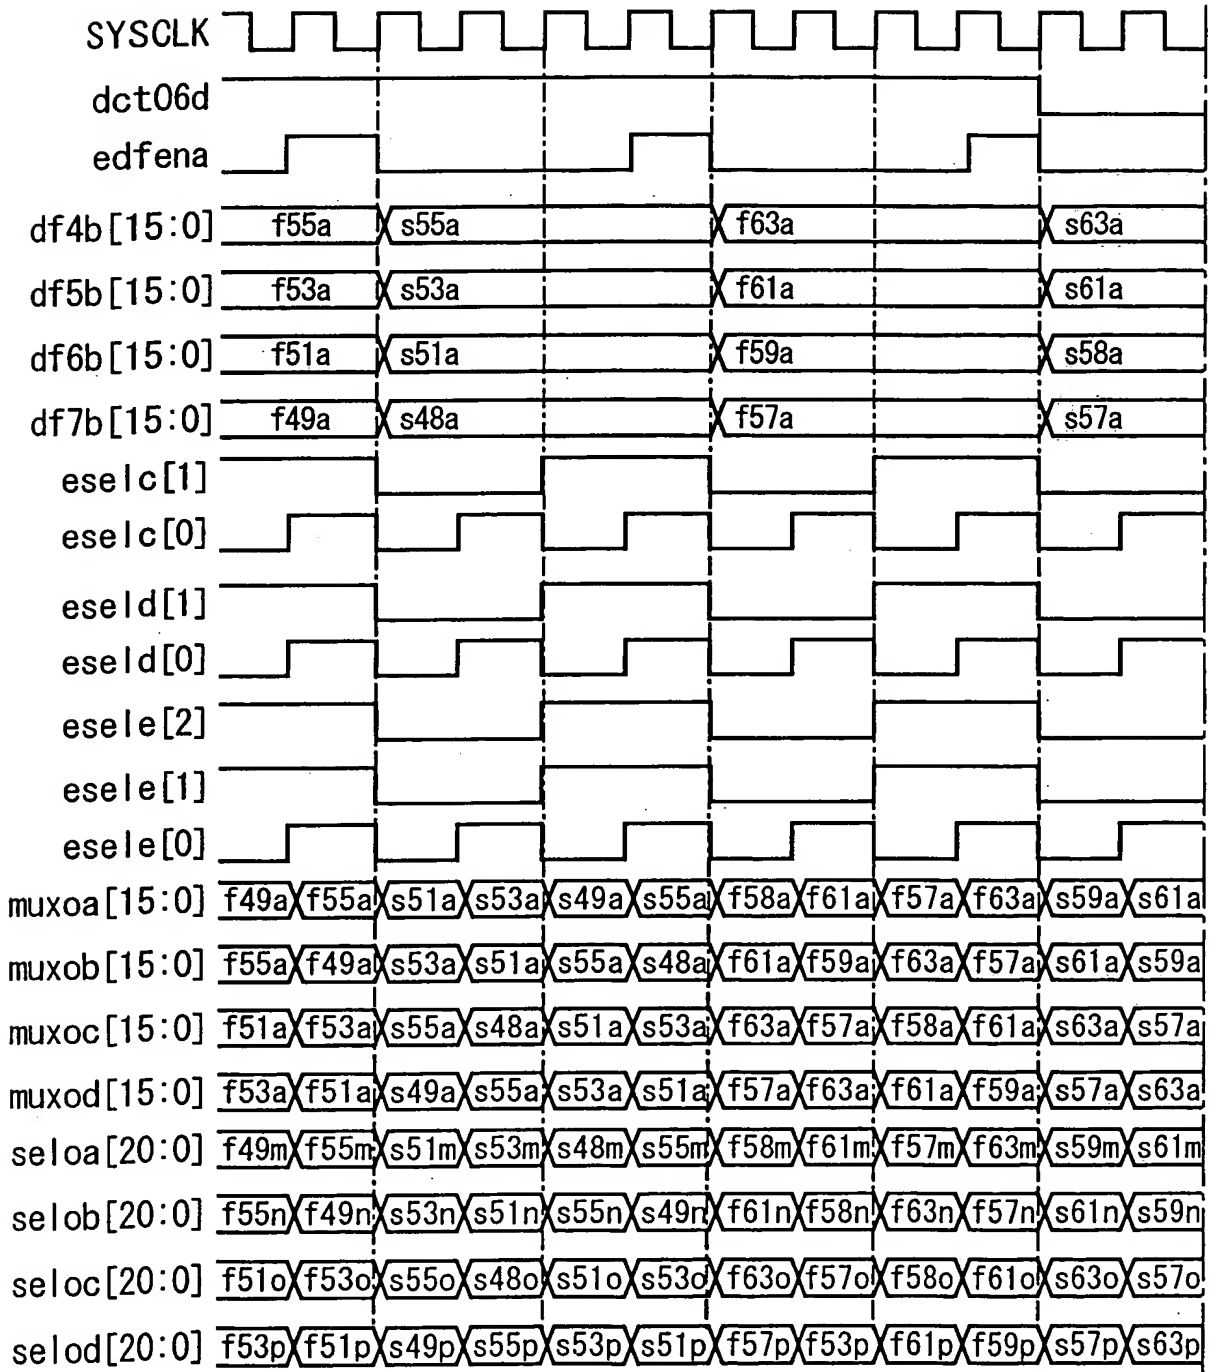 SYSCLK
dct06d
edfena
df4b[15:0] f55a s55a f63a s63a
df5b[15:0] f53a s53a f61a s61a
df6b[15:0] f51a s51a f59a s58a
df7b[15:0] f49a s48a f57a s57a
eselc[1]
eselc[0]
eseld[1]
eseld[0]
esele[2]
esele[1]
esele[0]
muxoa[15:0] f49a f55a s51a s53a s49a s55a f58a f61a f57a f63a s59a s61a
muxob[15:0] f55a f49a s53a s51a s55a s48a f61a f59a f63a f57a s61a s59a
muxoc[15:0] f51a f53a s55a s48a s51a s53a f63a f57a f58a f61a s63a s57a
muxod[15:0] f53a f51a s49a s55a s53a s51a f57a f63a f61a f59a s57a s63a
seloa[20:0] f49m f55m s51m s53m s48m s55m f58m f61m f57m f63m s59m s61m
selob[20:0] f55n f49n s53n s51n s55n s49n f61n f58n f63n f57n s61n s59n
seloc[20:0] f51o f53o s55o s48o s51o s53o f63o f57o f58o f61o s63o s57o
selod[20:0] f53p f51p s49p s55p s53p s51p f57p f53p f61p f59p s57p s63p